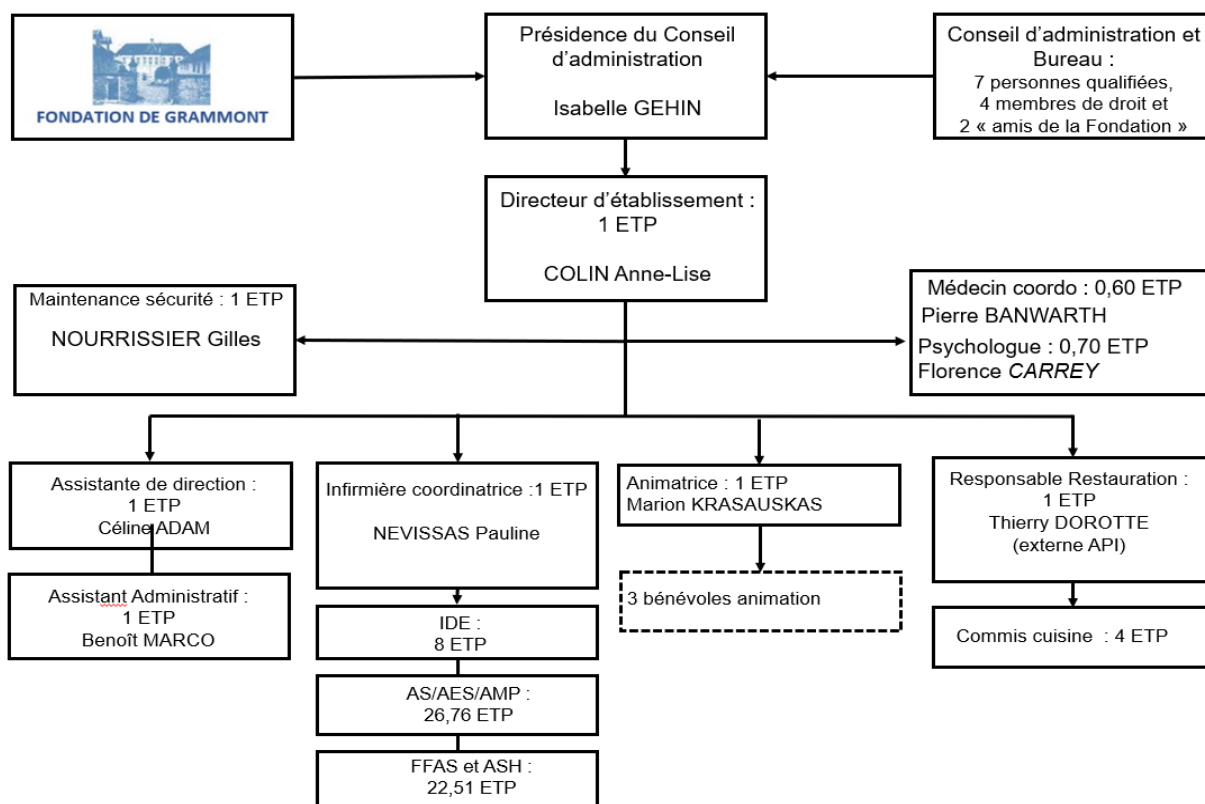 FONDATION DE GRAMMONT
Présidence du Conseil
d'administration
Isabelle GEHIN
Conseil d'administration et
Bureau :
7 personnes qualifiées,
4 membres de droit et
2 « amis de la Fondation »
Directeur d'établissement :
1 ETP
COLIN Anne-Lise
Maintenance sécurité : 1 ETP
NOURRISSIER Gilles
Médecin coordo : 0,60 ETP
Pierre BANWARTH
Psychologue : 0,70 ETP
Florence CARREY
Assistante de direction :
1 ETP
Céline ADAM
Assistant Administratif :
1 ETP
Benoît MARCO
Infirmière coordinatrice :1 ETP
NEVISSAS Pauline
IDE :
8 ETP
AS/AES/AMP :
26,76 ETP
FFAS et ASH :
22,51 ETP
Animatrice : 1 ETP
Marion KRASAUSKAS
3 bénévoles animation
Responsable Restauration :
1 ETP
Thierry DOROTTE
(externe API)
Commis cuisine : 4 ETP